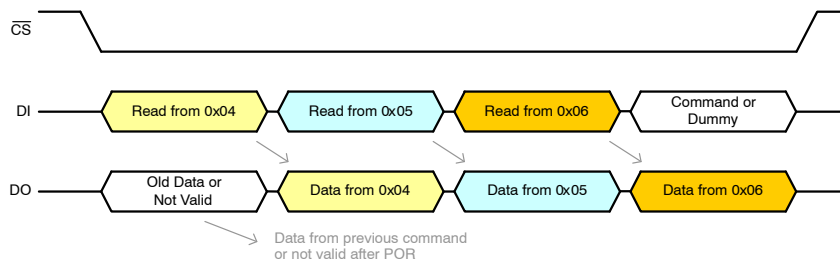 CS
DI
Read from 0x04
Read from 0x05
Read from 0x06
Command or
Dummy
DO
Old Data or
Not Valid
Data from 0x04
Data from 0x05
Data from 0x06
Data from previous command
or not valid after POR